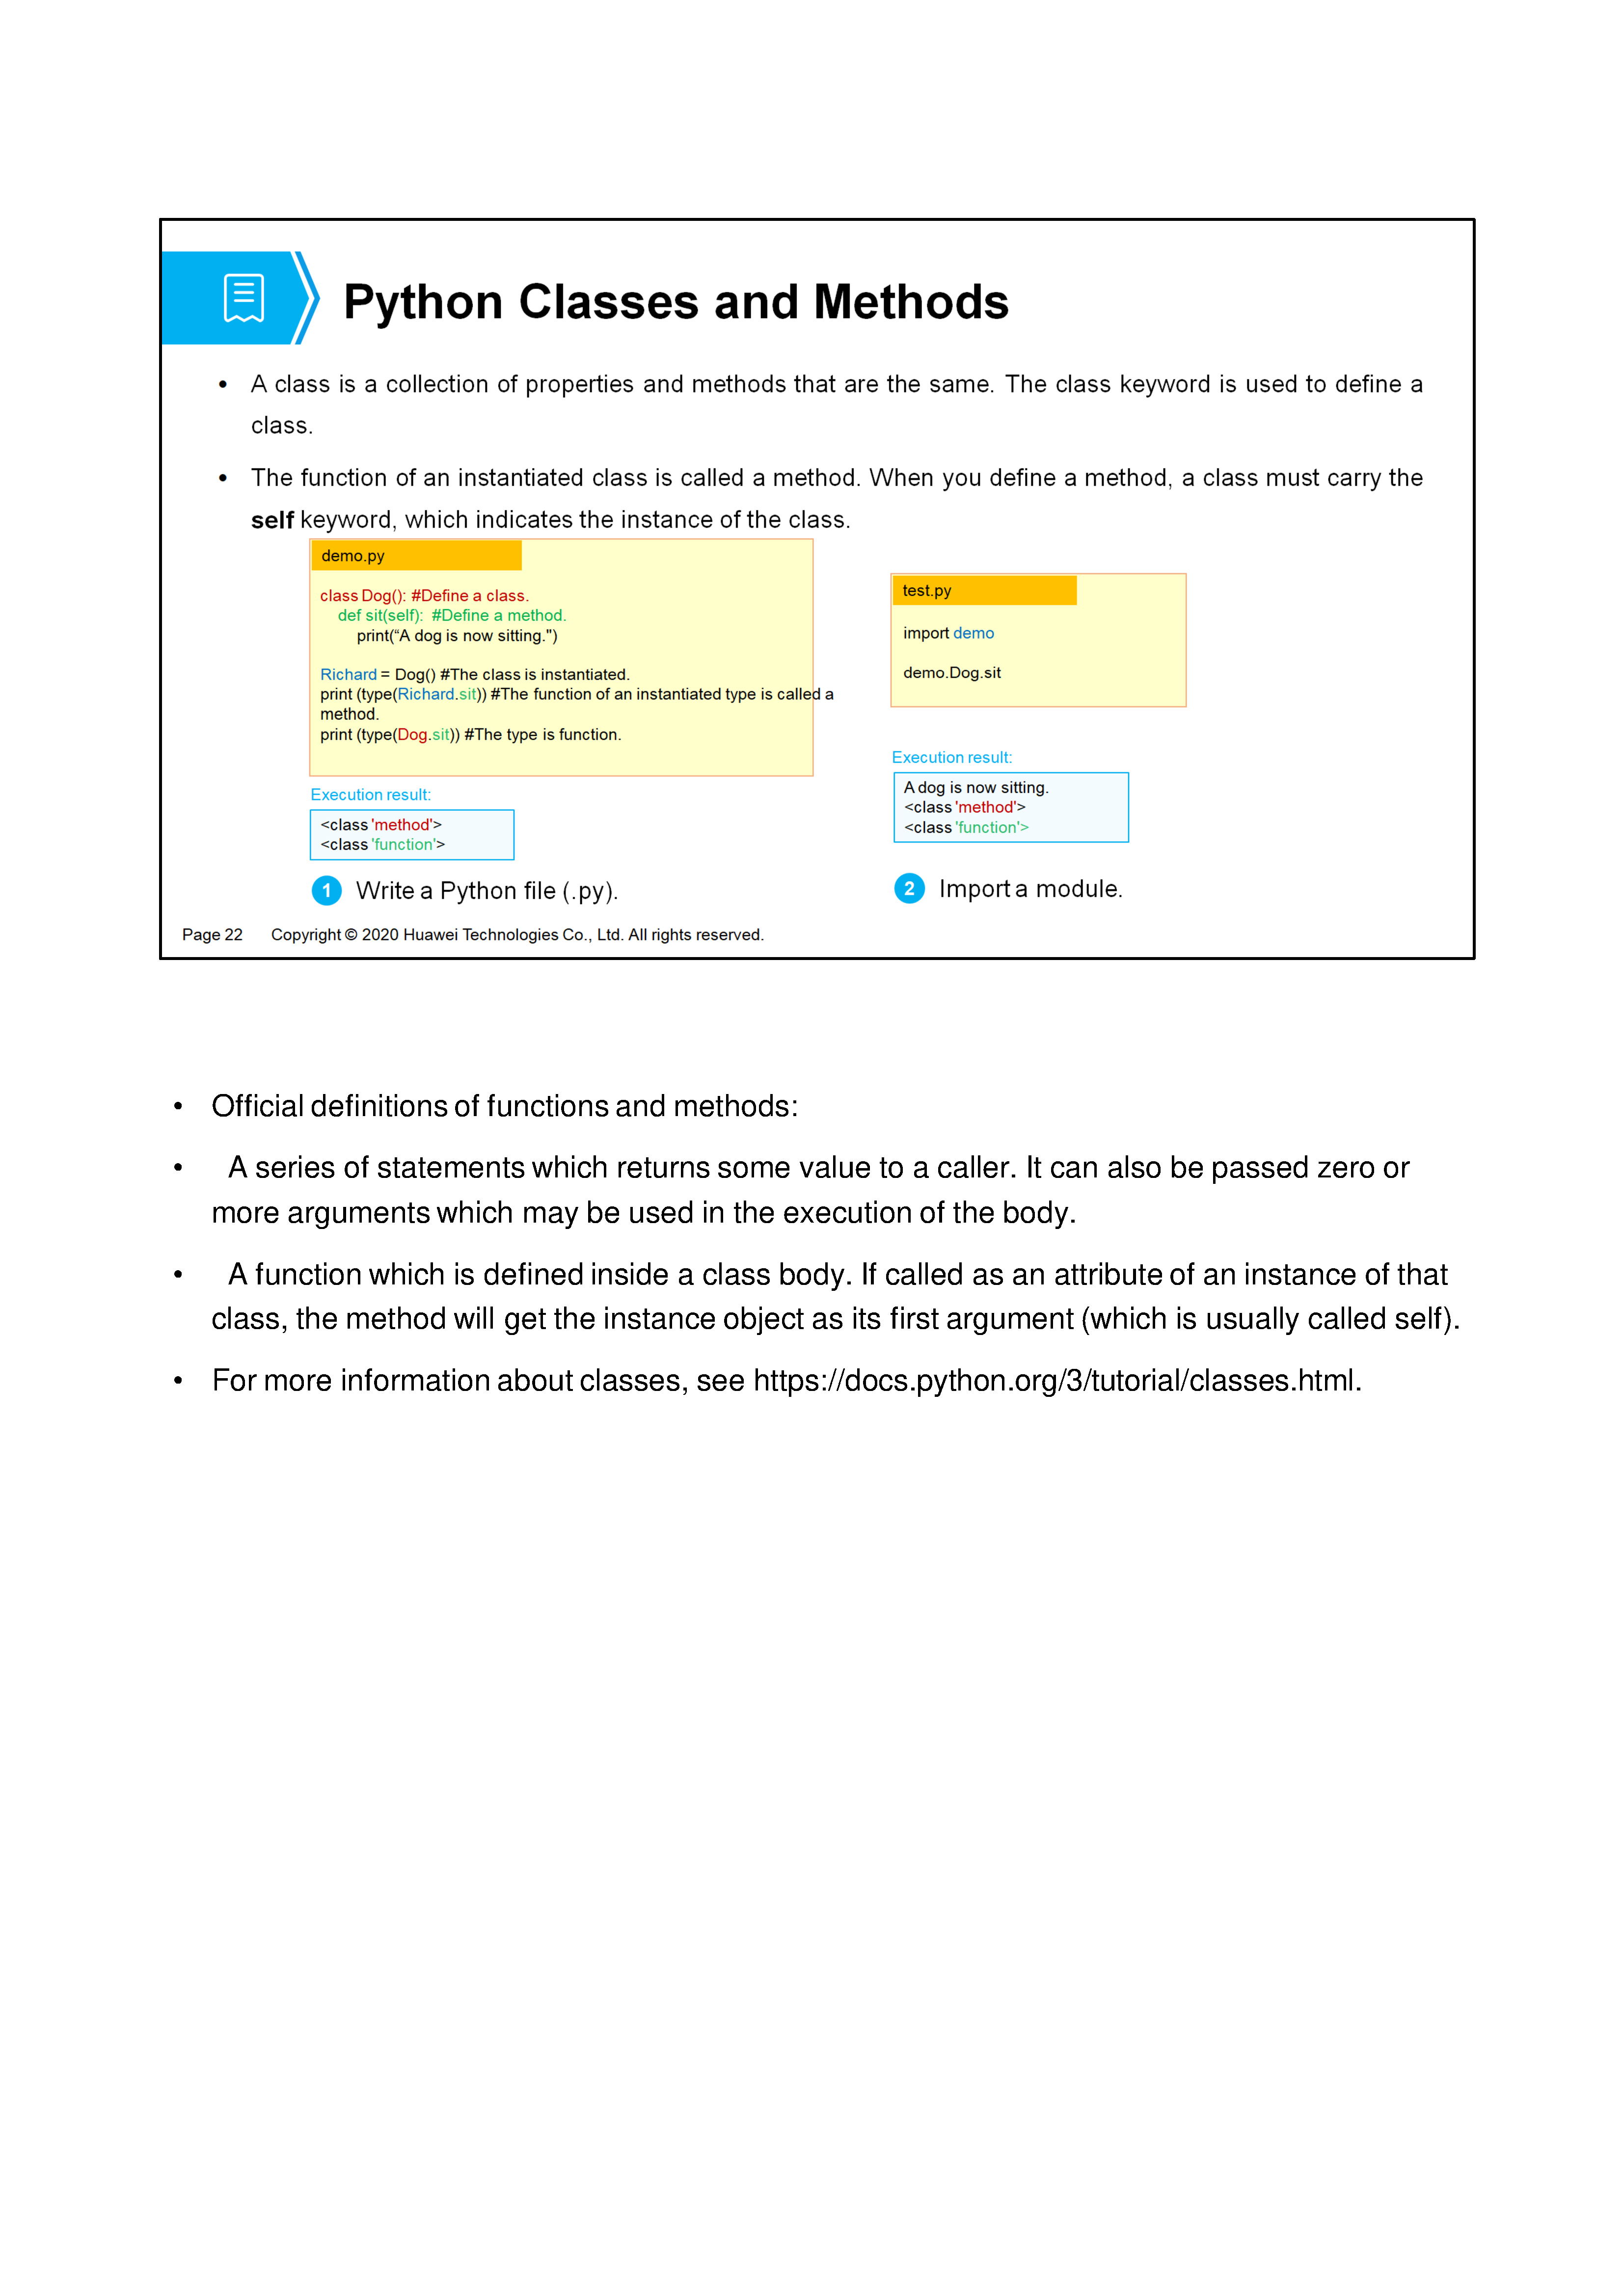 Python Classes and Methods
• A class is a collection of properties and methods that are the same. The class keyword is used to define a
class.
• The function of an instantiated class is called a method. When you define a method, a class must carry the
self keyword, which indicates the instance of the class.
demo.py
class Dog(): #Define a class.
def sit(self): #Define a method.
print(“A dog is now sitting.")
Richard = Dog() #The class is instantiated.
print (type(Richard.sit)) #The function of an instantiated type is called a
method.
print (type(Dog.sit)) #The type is function.
Execution result:
<class 'method'>
<class 'function'>
1 Write a Python file (.py).
test.py
import demo
demo.Dog.sit
Execution result:
A dog is now sitting.
<class 'method'>
<class 'function'>
2 Import a module.
Page 22 Copyright © 2020 Huawei Technologies Co., Ltd. All rights reserved.
• Official definitions of functions and methods:
• A series of statements which returns some value to a caller. It can also be passed zero or
more arguments which may be used in the execution of the body.
• A function which is defined inside a class body. If called as an attribute of an instance of that
class, the method will get the instance object as its first argument (which is usually called self).
• For more information about classes, see https://docs.python.org/3/tutorial/classes.html.